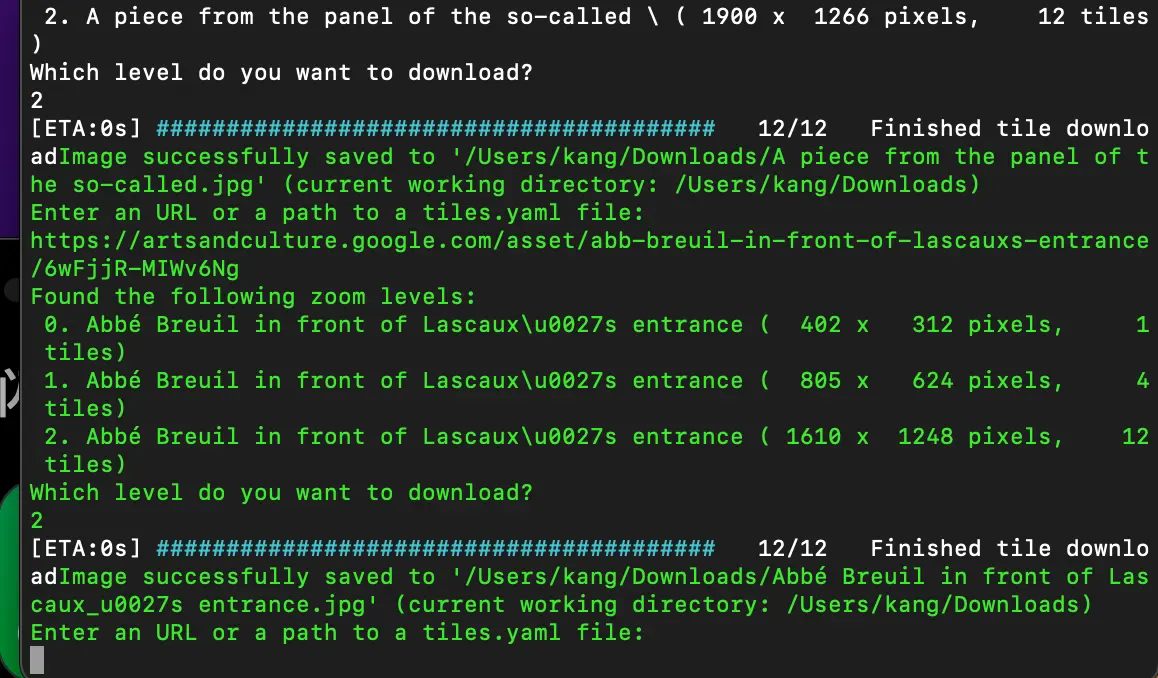 2. A piece from the panel of the so-called \ ( 1900 x  1266 pixels,    12 tiles
)
Which level do you want to download?
2
[ETA:0s] ########################################   12/12   Finished tile downlo
adImage successfully saved to '/Users/kang/Downloads/A piece from the panel of t
he so-called.jpg' (current working directory: /Users/kang/Downloads)
Enter an URL or a path to a tiles.yaml file:
https://artsandculture.google.com/asset/abb-breuil-in-front-of-lascauxs-entrance
/6wFjjR-MIWv6Ng
Found the following zoom levels:
 0. Abbé Breuil in front of Lascaux\u0027s entrance (  402 x   312 pixels,     1
 tiles)
 1. Abbé Breuil in front of Lascaux\u0027s entrance (  805 x   624 pixels,     4
 tiles)
 2. Abbé Breuil in front of Lascaux\u0027s entrance ( 1610 x  1248 pixels,    12
 tiles)
Which level do you want to download?
2
[ETA:0s] ########################################   12/12   Finished tile downlo
adImage successfully saved to '/Users/kang/Downloads/Abbé Breuil in front of Las
caux_u0027s entrance.jpg' (current working directory: /Users/kang/Downloads)
Enter an URL or a path to a tiles.yaml file: